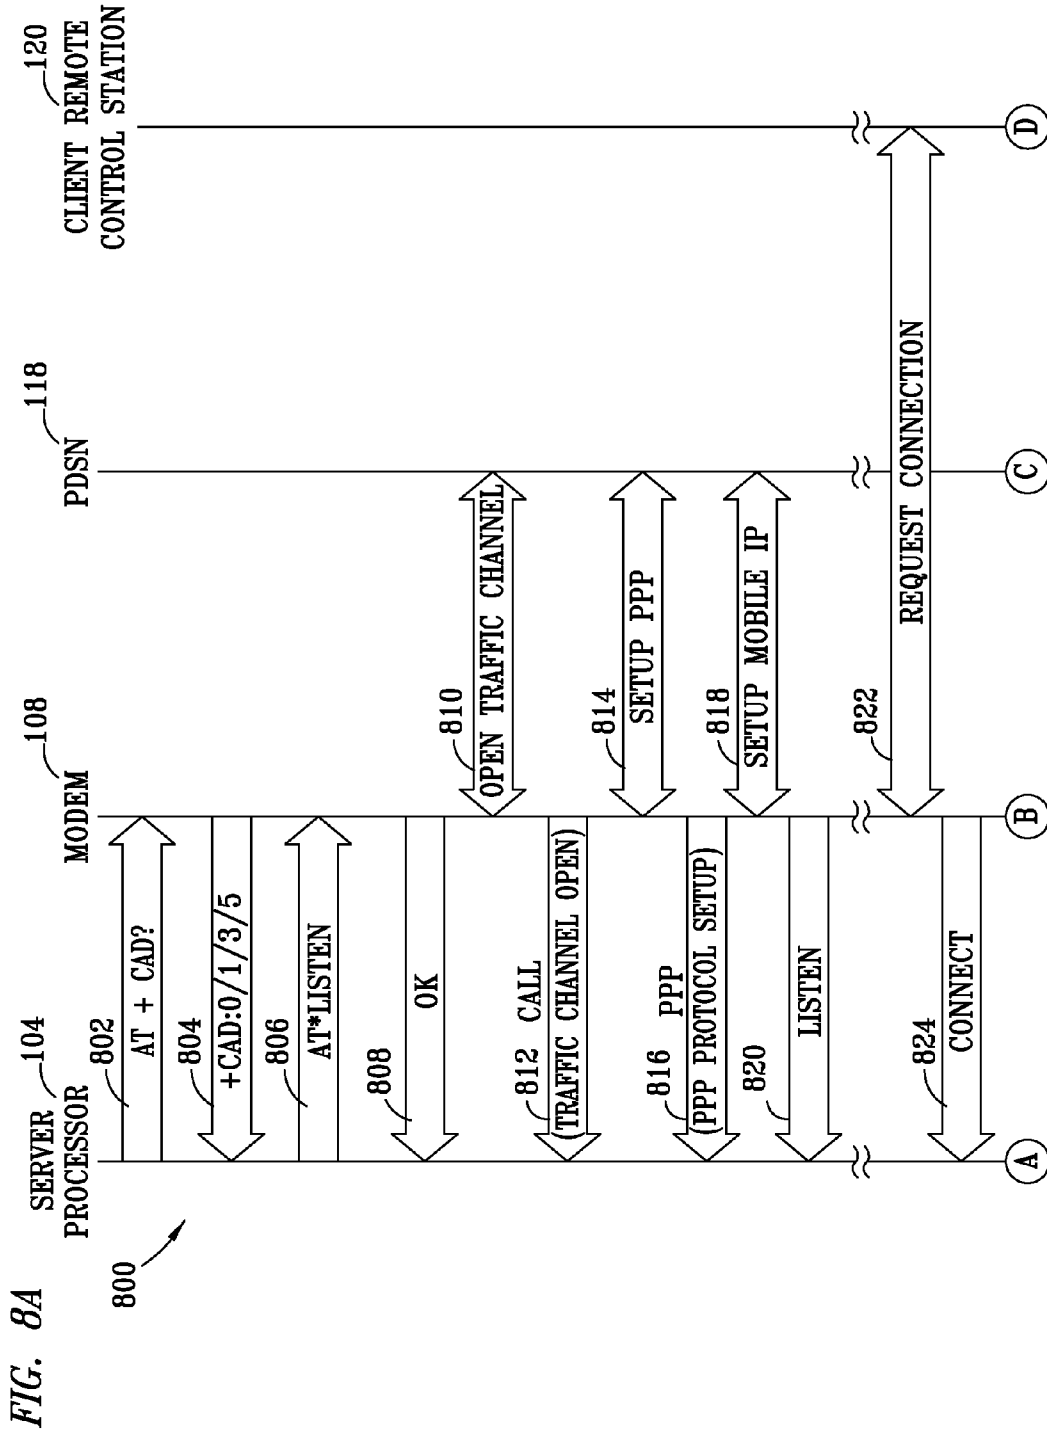 FIG. 8A
800
SERVER
PROCESSOR
104
MODEM
108
PDSN
118
CLIENT REMOTE
CONTROL STATION
120
802
AT + CAD?
804
+CAD:0/1/3/5
806
AT*LISTEN
808
OK
810
OPEN TRAFFIC CHANNEL
812
CALL
(TRAFFIC CHANNEL OPEN)
814
SETUP PPP
816
PPP
(PPP PROTOCOL SETUP)
818
SETUP MOBILE IP
820
LISTEN
822
REQUEST CONNECTION
824
CONNECT
A
B
C
D